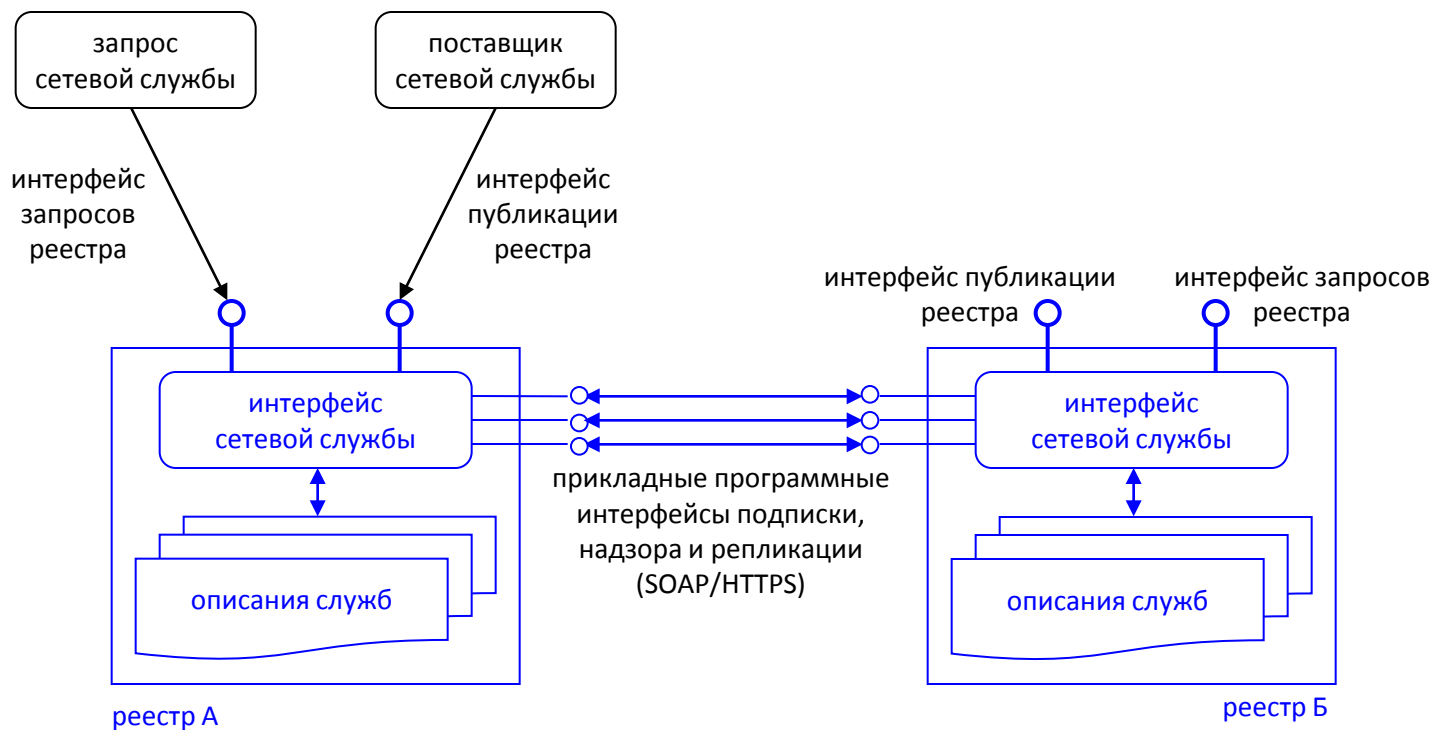 запрос
сетевой службы
поставщик
сетевой службы
интерфейс
запросов
реестра
интерфейс
публикации
реестра
интерфейс публикации
реестра
интерфейс запросов
реестра
интерфейс
сетевой службы
интерфейс
сетевой службы
прикладные программные
интерфейсы подписки,
надзора и репликации
(SOAP/HTTPS)
описания служб
описания служб
реестр А
реестр Б